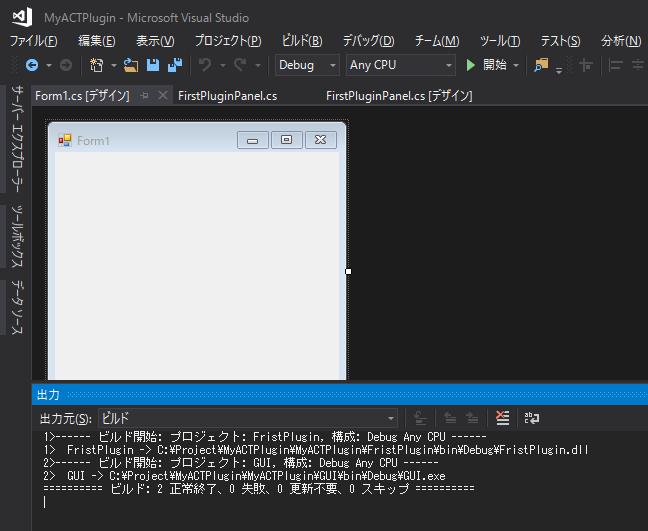 MyACTPlugin - Microsoft Visual Studio
ファイル(F) 編集(E) 表示(V) プロジェクト(P) ビルド(B) デバッグ(D) チーム(M) ツール(T) テスト(S) 分析(N)
Debug Any CPU 開始
Form1.cs [デザイン] FirstPluginPanel.cs FirstPluginPanel.cs [デザイン]
サーバー エクスプローラー
ツールボックス
データ ソース
Form1
出力
出力元(S): ビルド
1>------ ビルド開始: プロジェクト: FristPlugin, 構成: Debug Any CPU ------
1>  FristPlugin -> C:¥Project¥MyACTPlugin¥MyACTPlugin¥FristPlugin¥bin¥Debug¥FristPlugin.dll
2>------ ビルド開始: プロジェクト: GUI, 構成: Debug Any CPU ------
2>  GUI -> C:¥Project¥MyACTPlugin¥MyACTPlugin¥GUI¥bin¥Debug¥GUI.exe
========== ビルド: 2 正常終了、0 失敗、0 更新不要、0 スキップ ==========